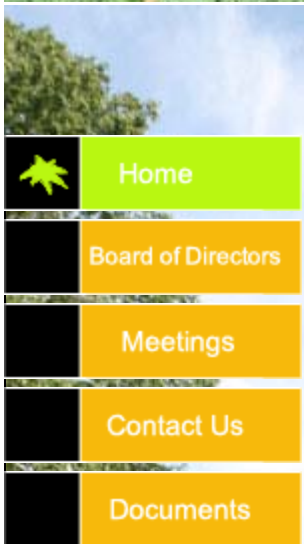 Home
Board of Directors
Meetings
Contact Us
Documents